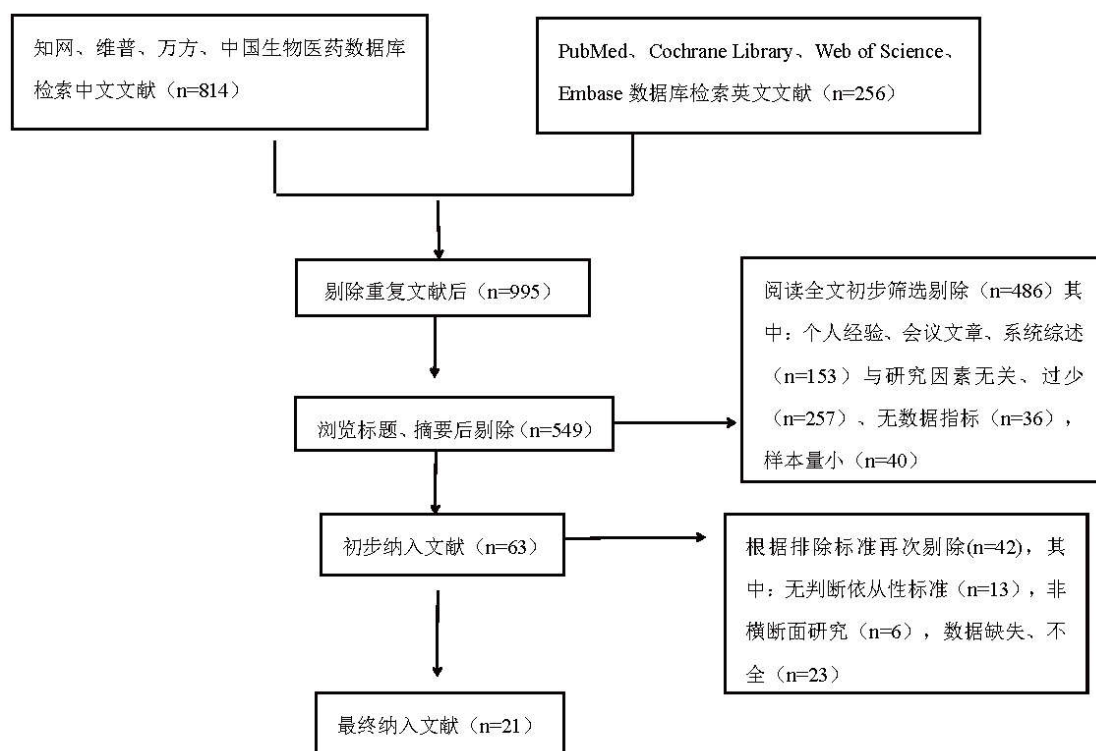 知网、维普、万方、中国生物医药数据库
检索中文文献（n=814）
PubMed、Cochrane Library、Web of Science、
Embase 数据库检索英文文献（n=256）
剔除重复文献后（n=995）
阅读全文初步筛选剔除（n=486）其
中：个人经验、会议文章、系统综述
（n=153）与研究因素无关、过少
（n=257）、无数据指标（n=36），
样本量小（n=40）
浏览标题、摘要后剔除（n=549）
初步纳入文献（n=63）
根据排除标准再次剔除(n=42)，其
中：无判断依从性标准（n=13），非
横断面研究（n=6），数据缺失、不
全（n=23）
最终纳入文献（n=21）